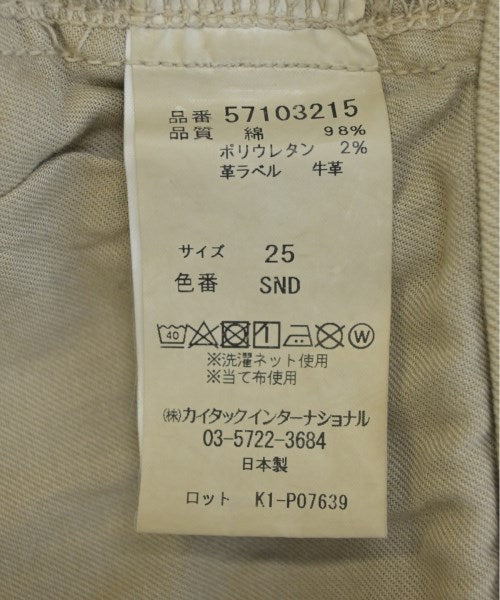 品番 57103215
品質 綿 98%
ポリウレタン 2%
革ラベル 牛革
サイズ 25
色番 SND
40 W
※洗濯ネット使用
※当て布使用
㈱カイタックインターナショナル
03-5722-3684
日本製
ロット K1-P07639